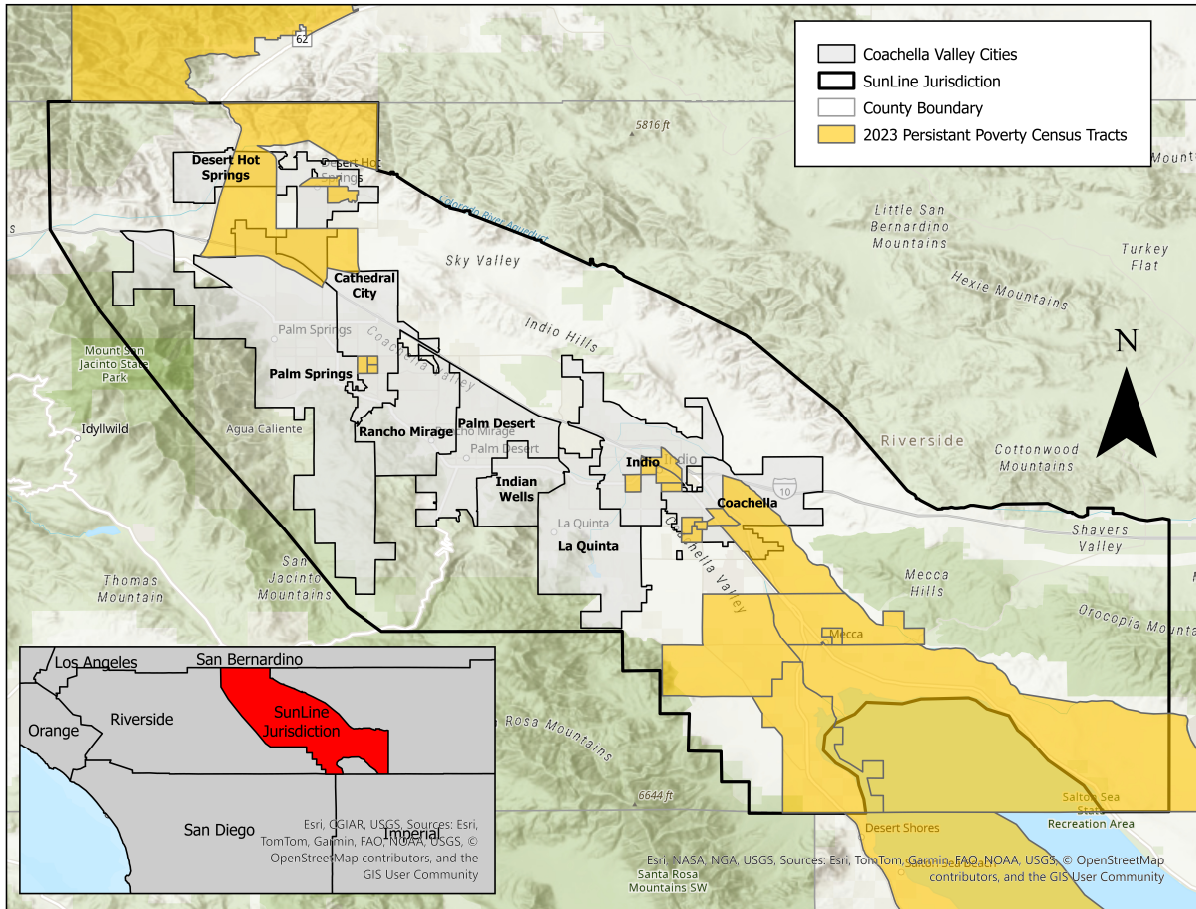 62
Coachella Valley Cities
SunLine Jurisdiction
County Boundary
2023 Persistant Poverty Census Tracts
5816 ft
Desert Hot
Springs
Desert Hot
Springs
Colorado River Aqueduct
Little San
Bernardino
Mountains
Turkey
Flat
Sky Valley
Hexie Mountains
Cathedral
City
Indio Hills
Palm Springs
Coachella Valley
Mount San
Jacinto State
Park
Palm Springs
N
Idyllwild
Agua Caliente
Rancho Mirage
Palm Desert
Palm Desert
Riverside
Cottonwood
Mountains
Indio
Indio
Indian
Wells
10
Coachella
La Quinta
La Quinta
Coachella Valley
Shavers
Valley
San
Jacinto
Mountains
Thomas
Mountain
Mecca
Hills
Orocopia
Mecca
Los Angeles
San Bernardino
Orange
Riverside
SunLine
Jurisdiction
San Diego
Imperial
Esri, CGIAR, USGS, Sources: Esri,
TomTom, Garmin, FAO, NOAA, USGS, ©
OpenStreetMap contributors, and the
GIS User Community
Rosa Mountains
6644 ft
Salton Sea
State
Recreation Area
Desert Shores
Salton Sea Beach
Santa Rosa
Mountains SW
Esri, NASA, NGA, USGS, Sources: Esri, TomTom, Garmin, FAO, NOAA, USGS, © OpenStreetMap
contributors, and the GIS User Community